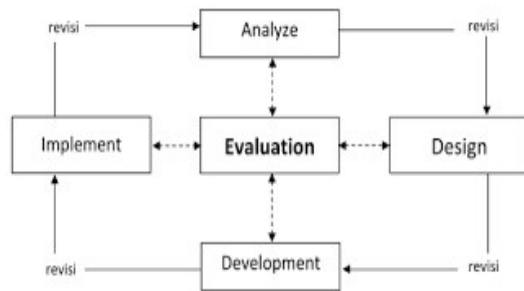 revisi
Analyze
revisi
Implement
Evaluation
Design
revisi
Development
revisi